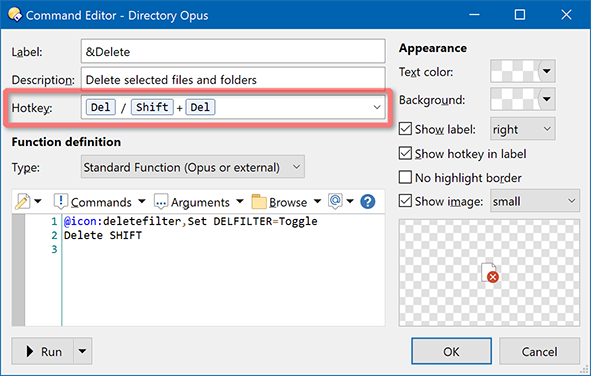 Command Editor - Directory Opus
Label: &Delete
Description: Delete selected files and folders
Hotkey: Del / Shift + Del
Function definition
Type: Standard Function (Opus or external)
Commands Arguments Browse @ ?
1 @icon:deletefilter,Set DELFILTER=Toggle
2 Delete SHIFT
3
Run
Appearance
Text color:
Background:
Show label: right
Show hotkey in label
No highlight border
Show image: small
OK Cancel